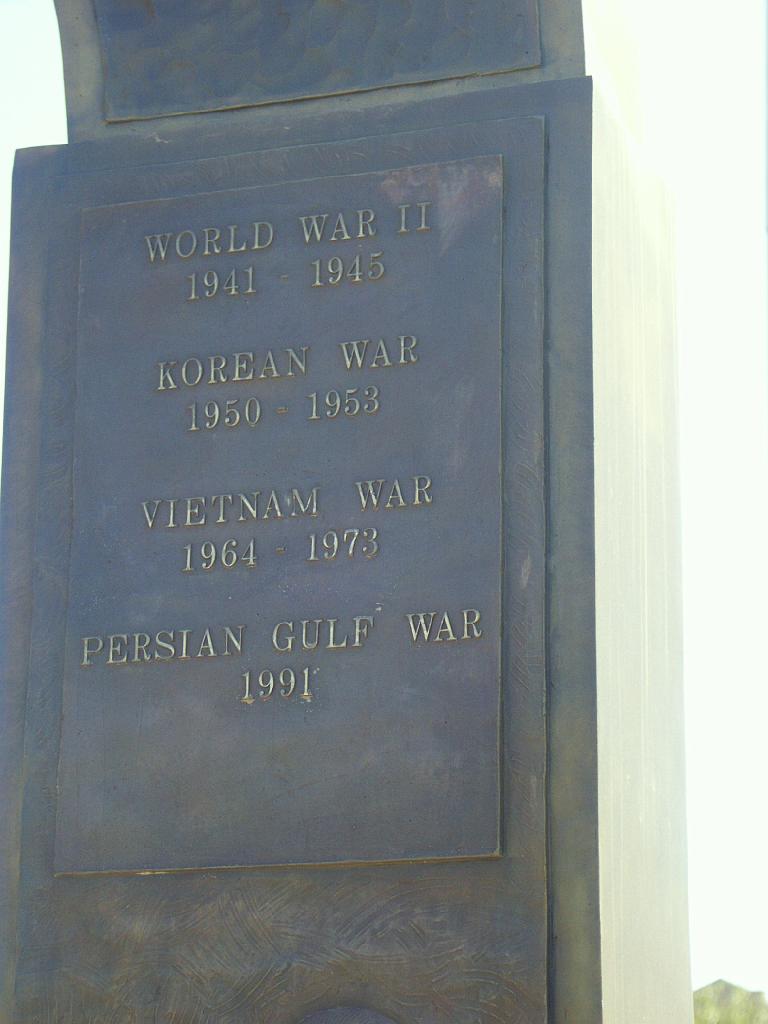 WORLD WAR II
1941 - 1945
KOREAN WAR
1950 - 1953
VIETNAM WAR
1964 - 1973
PERSIAN GULF WAR
1991